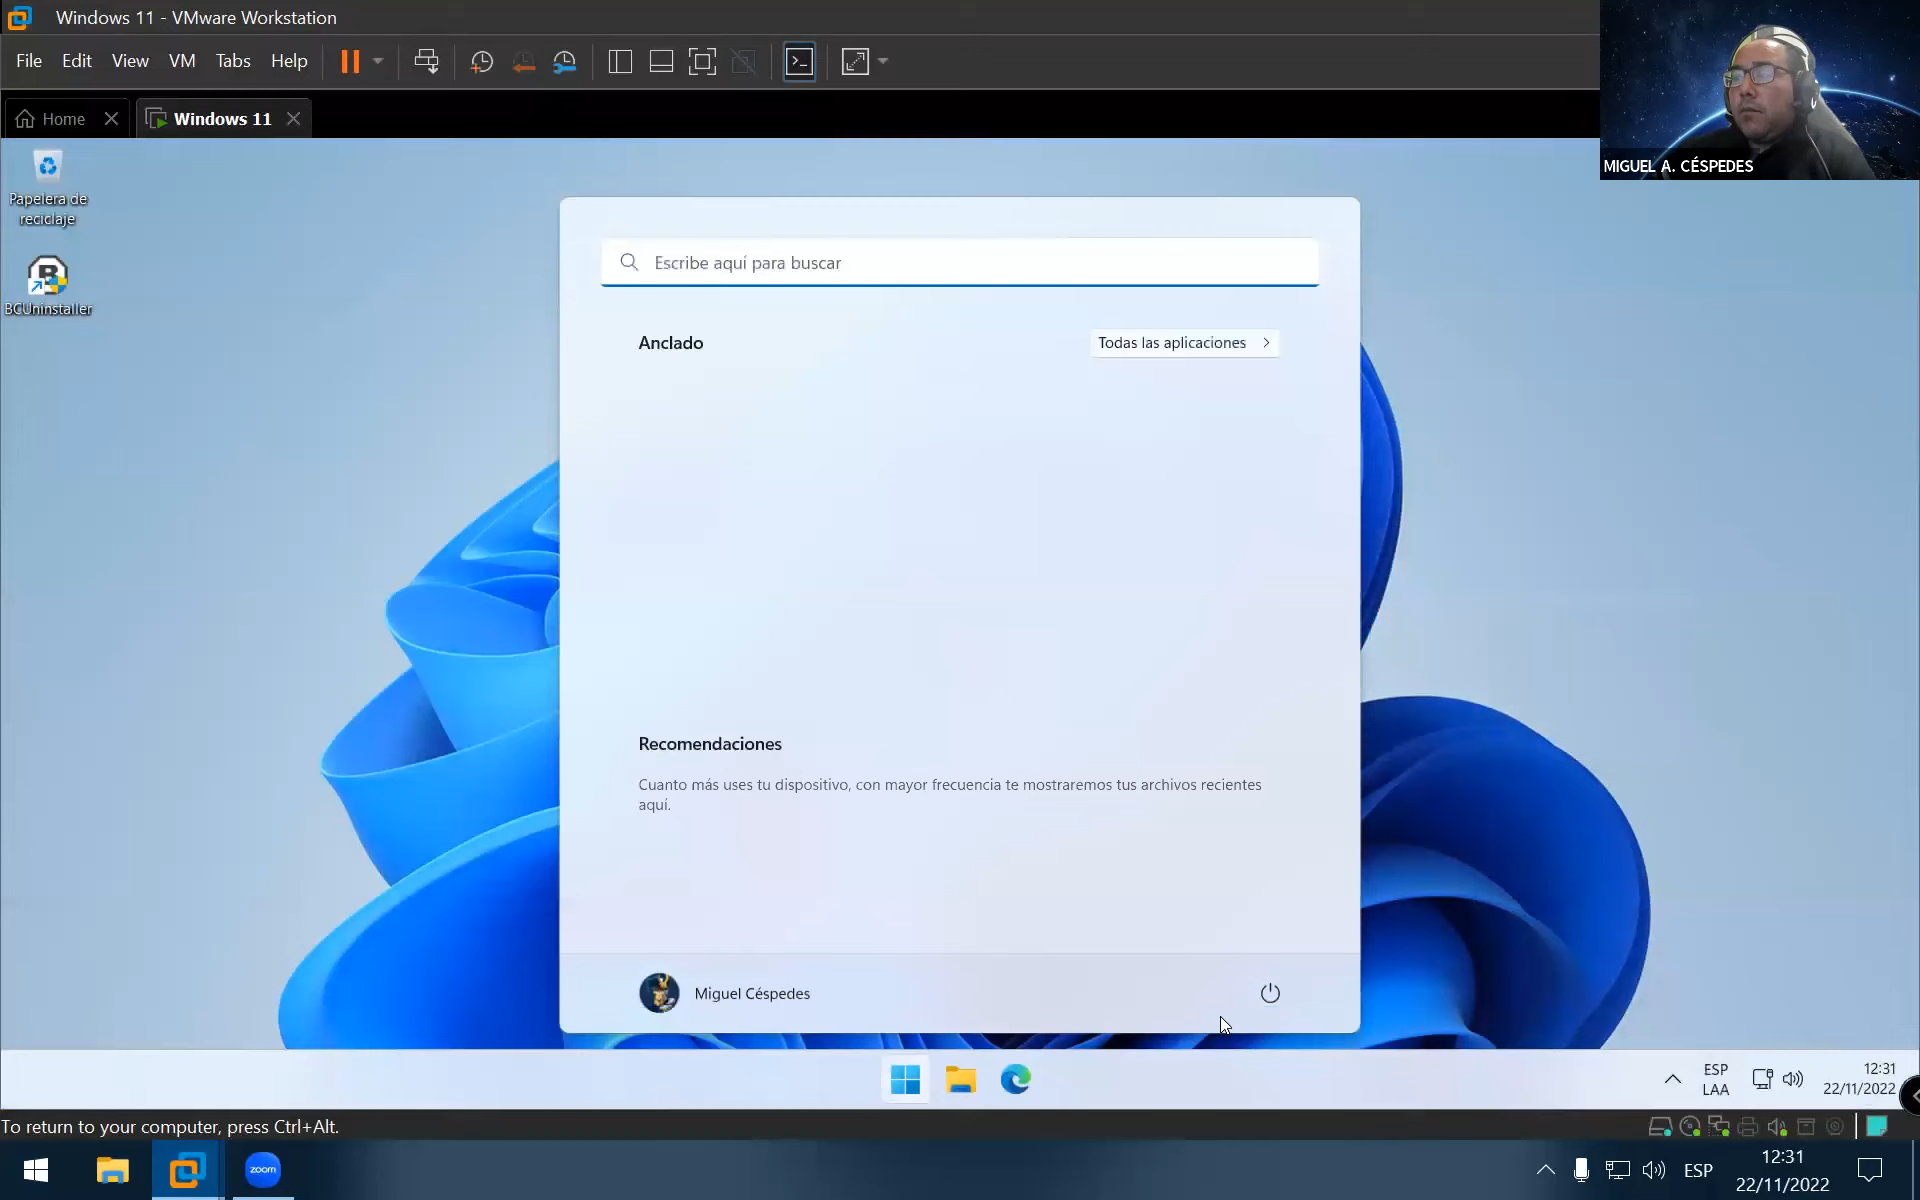 Windows 11 - VMware Workstation
File Edit View VM Tabs Help
Home
Windows 11
MIGUEL A. CÉSPEDES
Papelera de
reciclaje
BCUninstaller
Escribe aquí para buscar
Anclado
Todas las aplicaciones
Recomendaciones
Cuanto más uses tu dispositivo, con mayor frecuencia te mostraremos tus archivos recientes
aquí.
Miguel Céspedes
ESP
LAA
12:31
22/11/2022
To return to your computer, press Ctrl+Alt.
zoom
ESP
12:31
22/11/2022